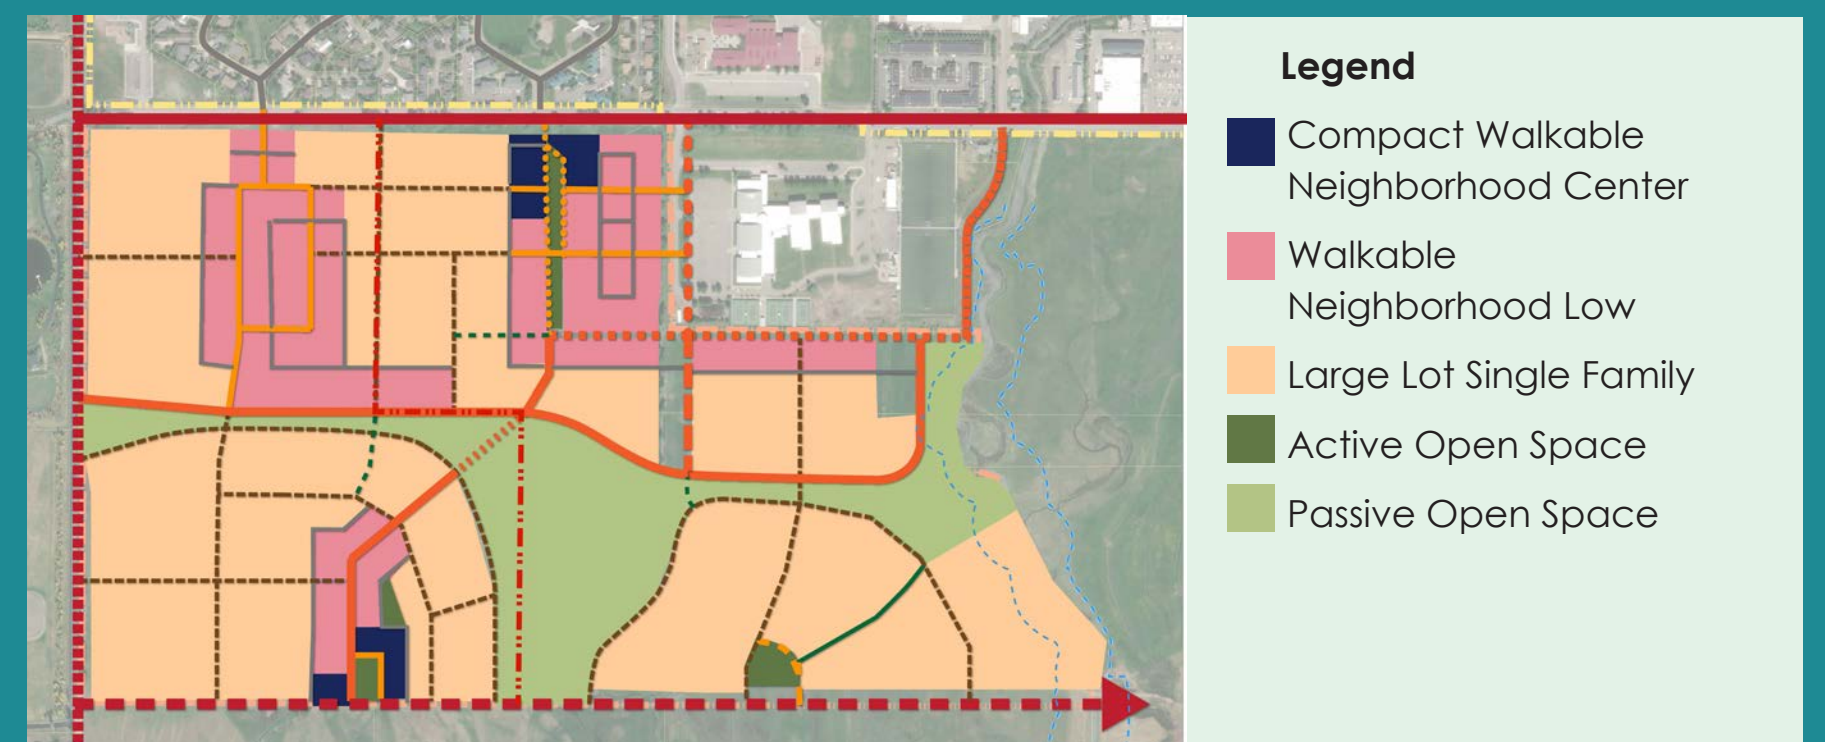 Legend
Compact Walkable
Neighborhood Center
Walkable
Neighborhood Low
Large Lot Single Family
Active Open Space
Passive Open Space